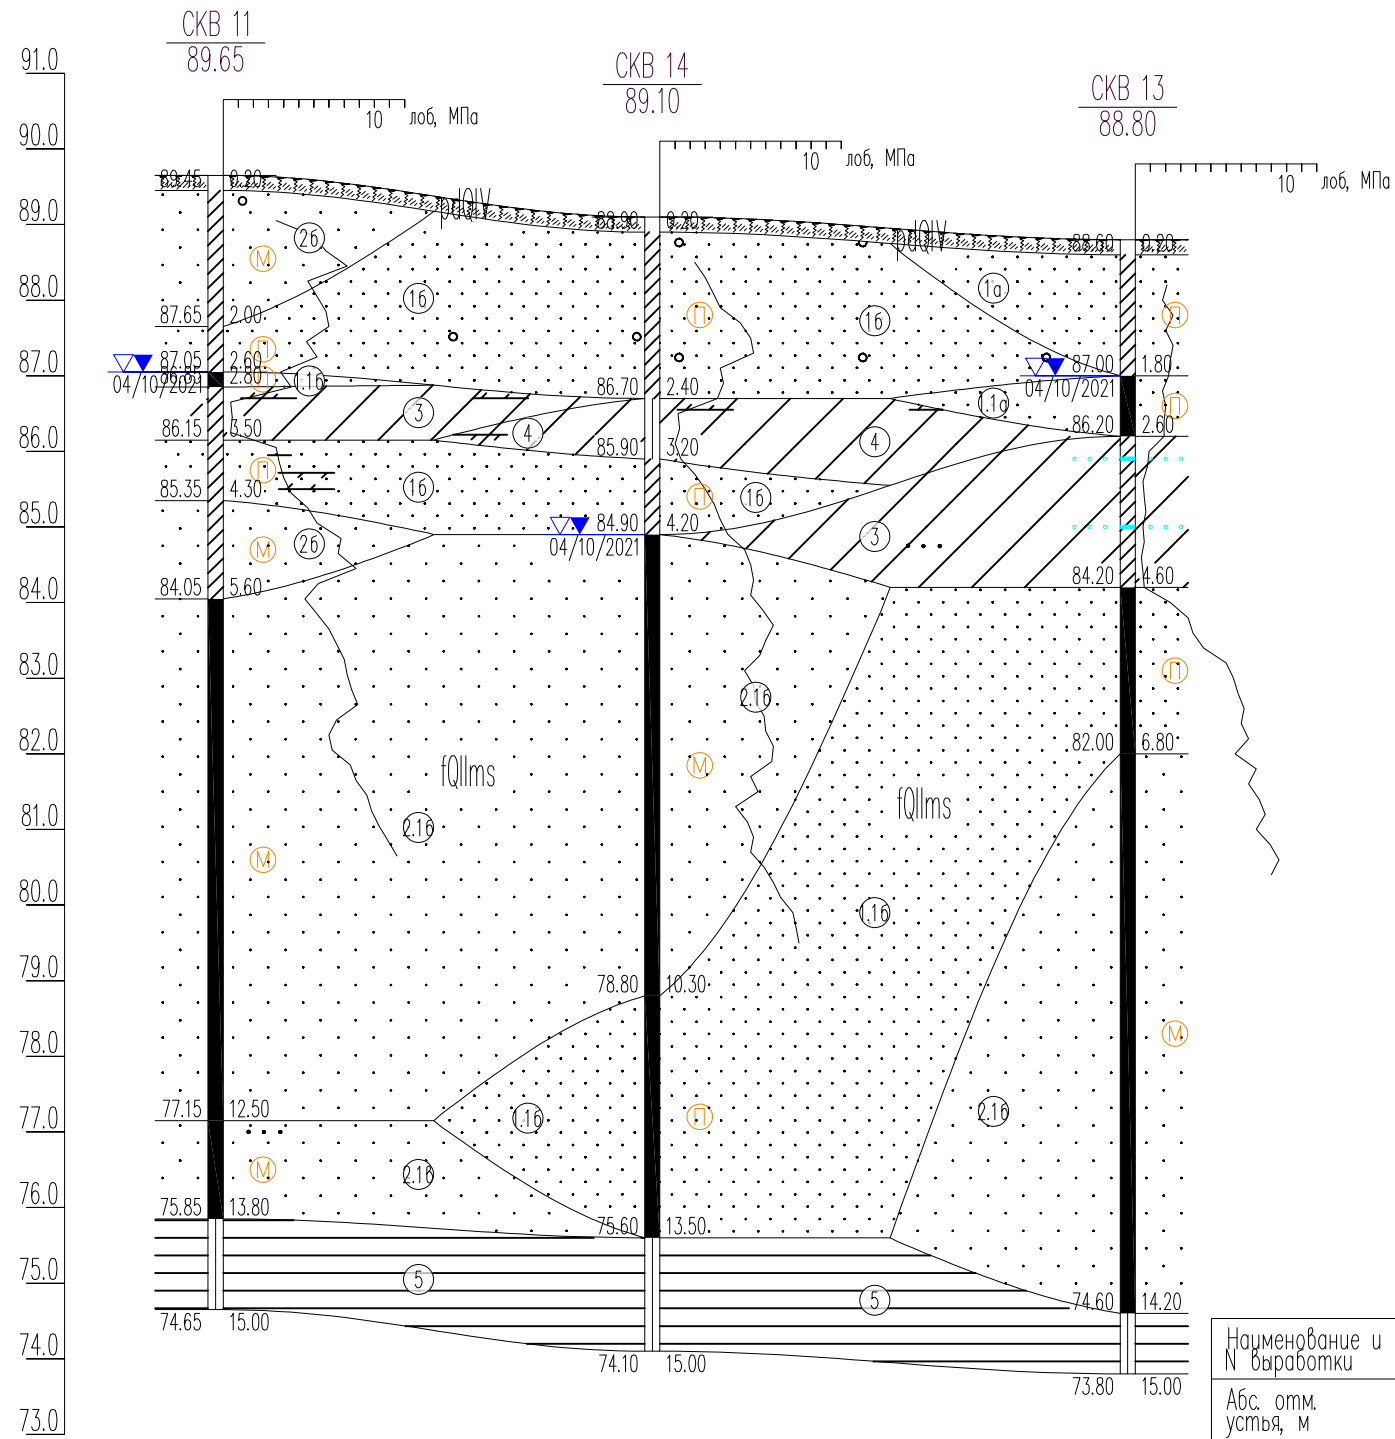 СКВ 11
89.65
СКВ 14
89.10
СКВ 13
88.80
10 лоб, МПа
10 лоб, МПа
10 лоб, МПа
91.0
90.0
89.0
88.0
87.0
86.0
85.0
84.0
83.0
82.0
81.0
80.0
79.0
78.0
77.0
76.0
75.0
74.0
73.0
89.45 0.20
87.65 2.00
87.05 2.60
86.85 2.80
04/10/2021
86.15 3.50
85.35 4.30
84.05 5.60
77.15 12.50
75.85 13.80
74.65 15.00
88.90 0.20
86.70 2.40
85.90 3.20
84.90 4.20
04/10/2021
78.80 10.30
75.60 13.50
74.10 15.00
88.60 0.20
87.00 1.80
04/10/2021
86.20 2.60
84.20 4.60
82.00 6.80
74.60 14.20
73.80 15.00
pdQIV
pdQIV
2б
М
1б
П
1б
1а
П
П
П
П
1.1б
3
4
4
1.1а
П
П
1б
П
1б
М
2б
3
2.1б
П
М
fQIIms
fQIIms
2.1б
М
1.1б
М
1.1б
П
2.1б
М
2.1б
5
5
Наименование и
N выработки
Абс. отм.
устья, м